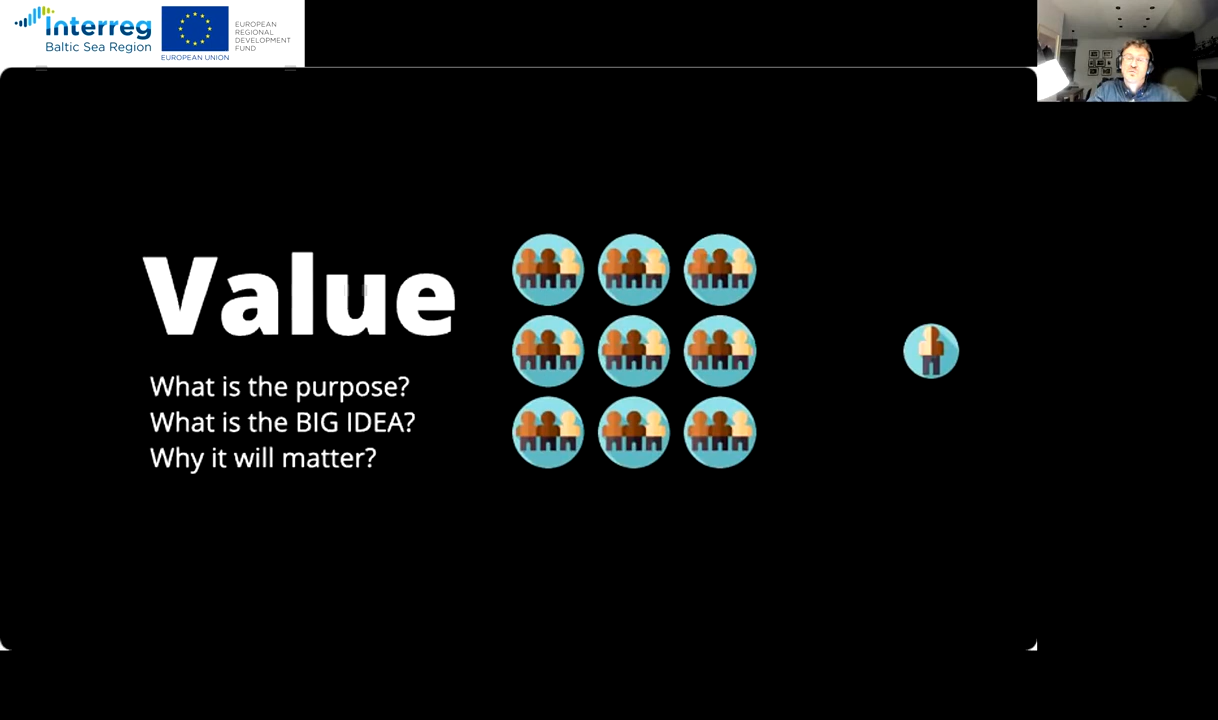 Interreg
Baltic Sea Region
EUROPEAN UNION
EUROPEAN
REGIONAL
DEVELOPMENT
FUND
Value
What is the purpose?
What is the BIG IDEA?
Why it will matter?